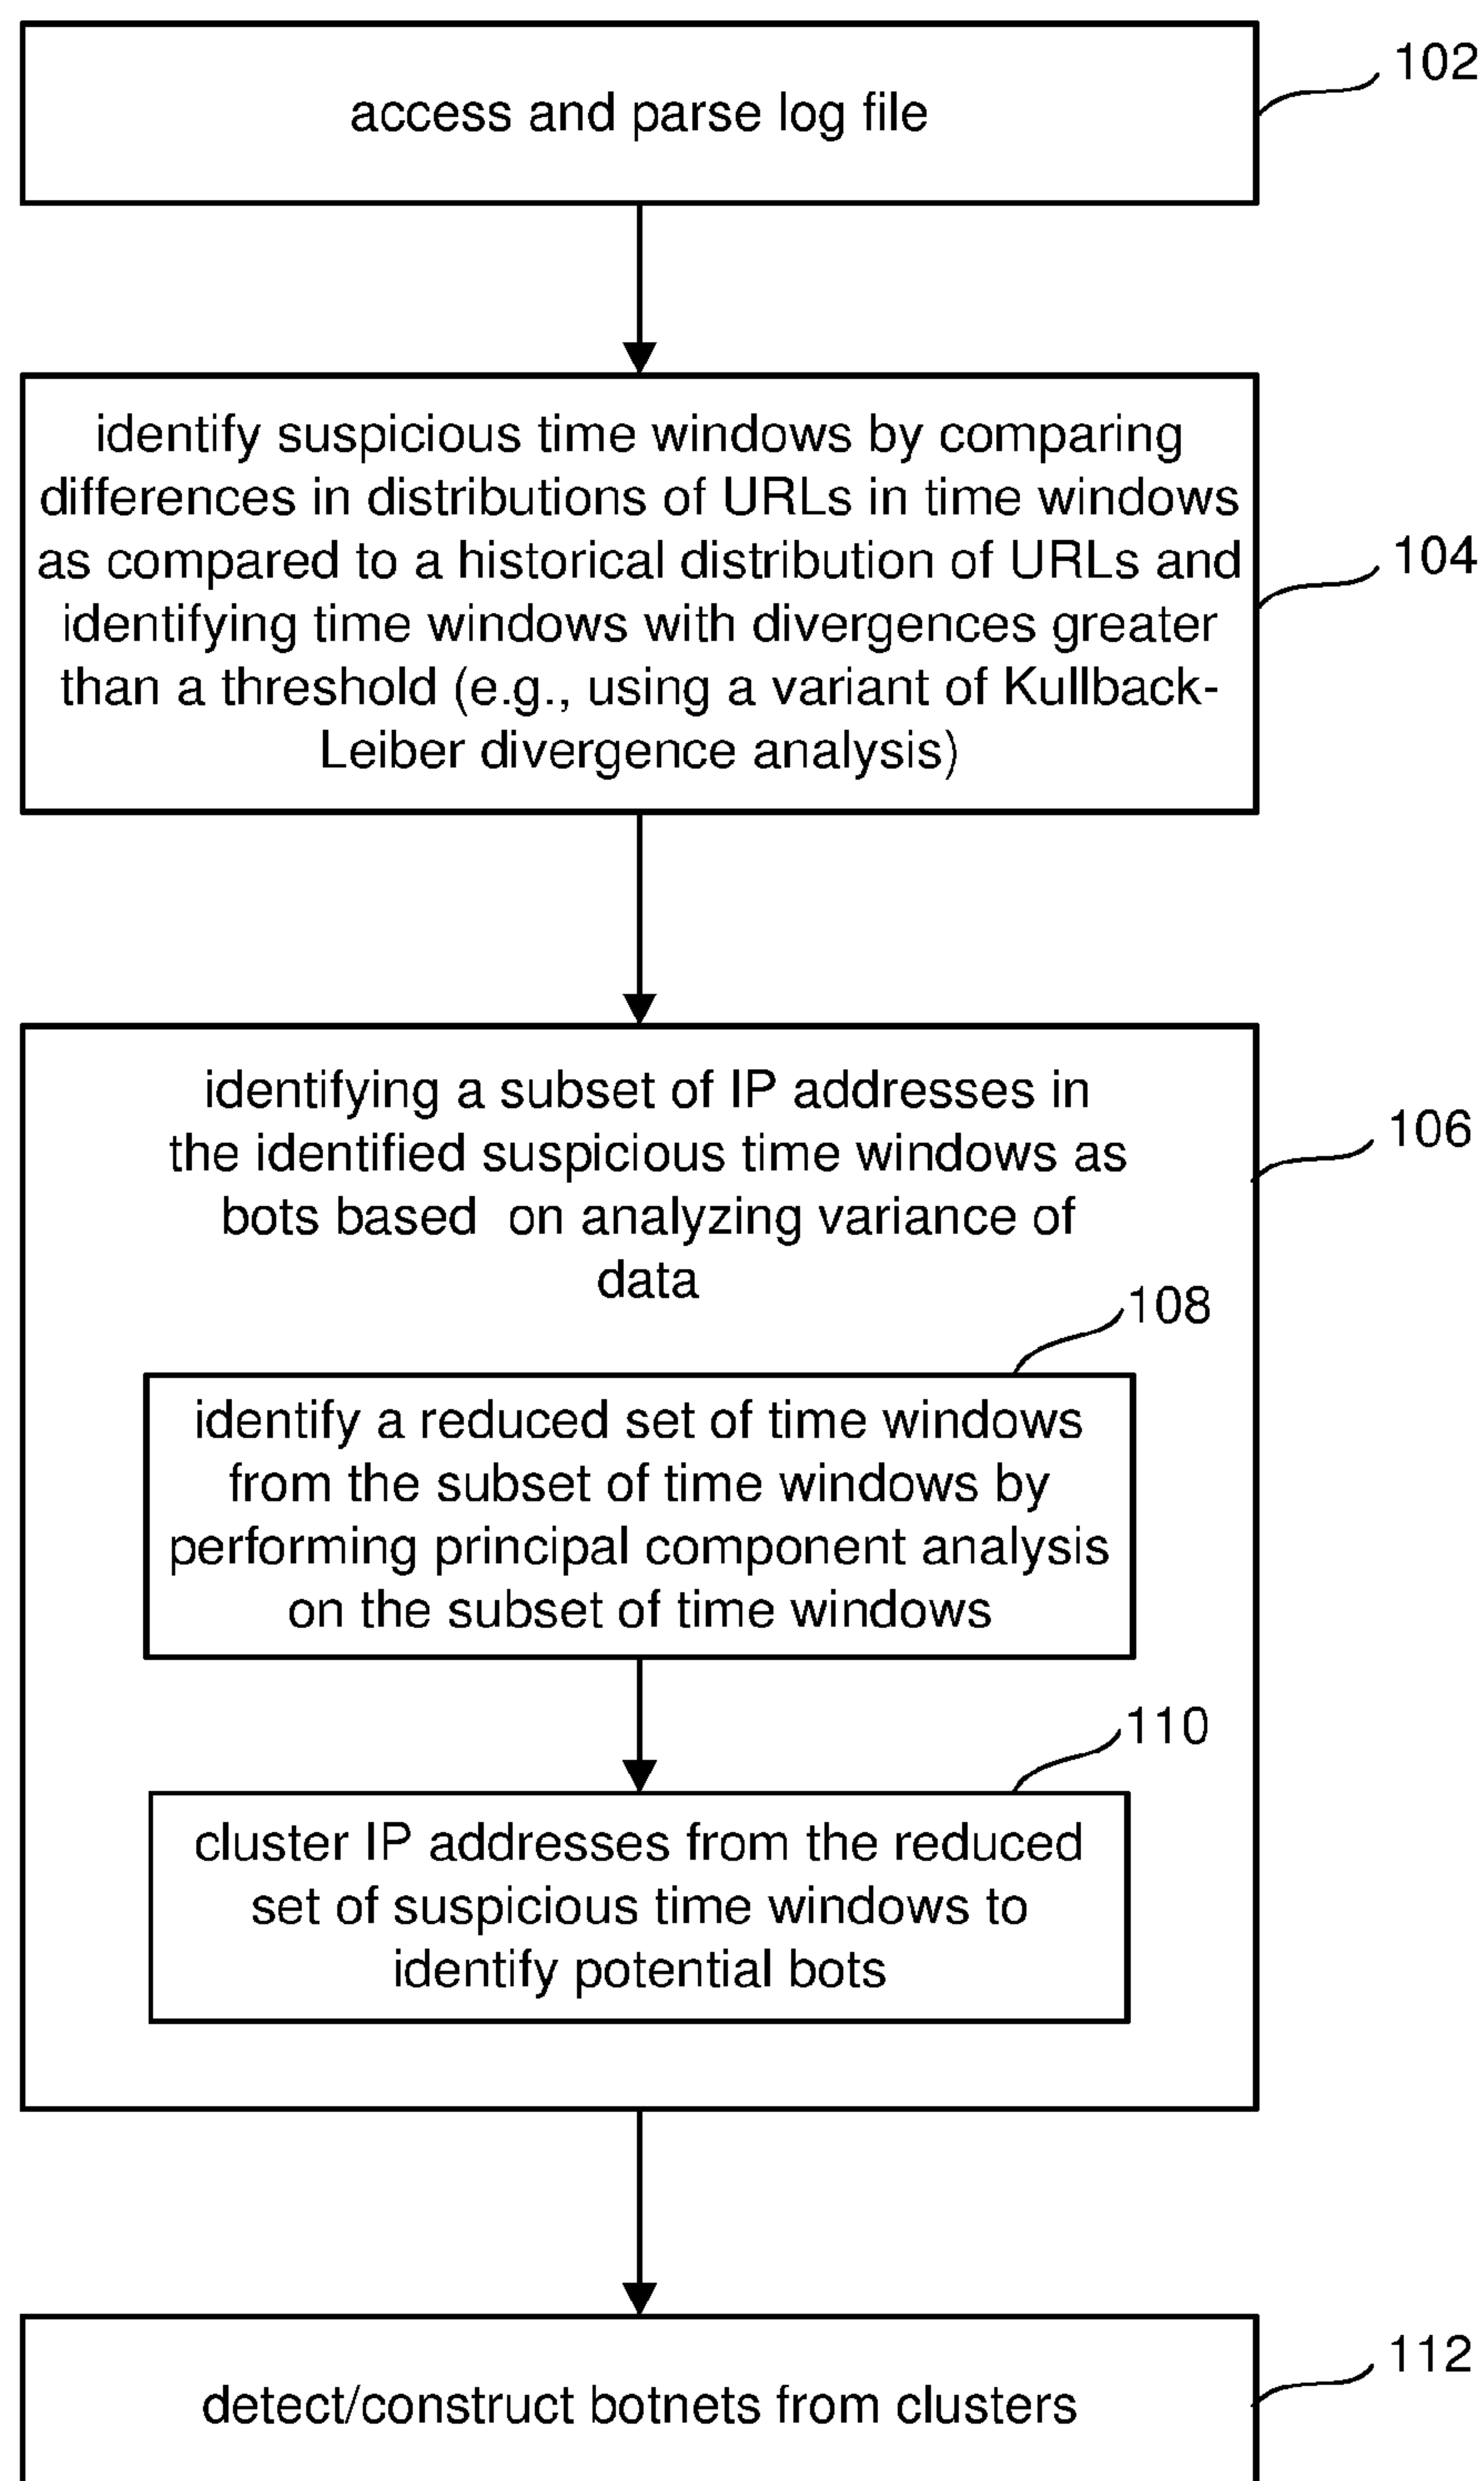 access and parse log file
102
identify suspicious time windows by comparing
differences in distributions of URLs in time windows
as compared to a historical distribution of URLs and
identifying time windows with divergences greater
than a threshold (e.g., using a variant of Kullback-
Leiber divergence analysis)
104
identifying a subset of IP addresses in
the identified suspicious time windows as
bots based on analyzing variance of
data
106
108
identify a reduced set of time windows
from the subset of time windows by
performing principal component analysis
on the subset of time windows
110
cluster IP addresses from the reduced
set of suspicious time windows to
identify potential bots
112
detect/construct botnets from clusters